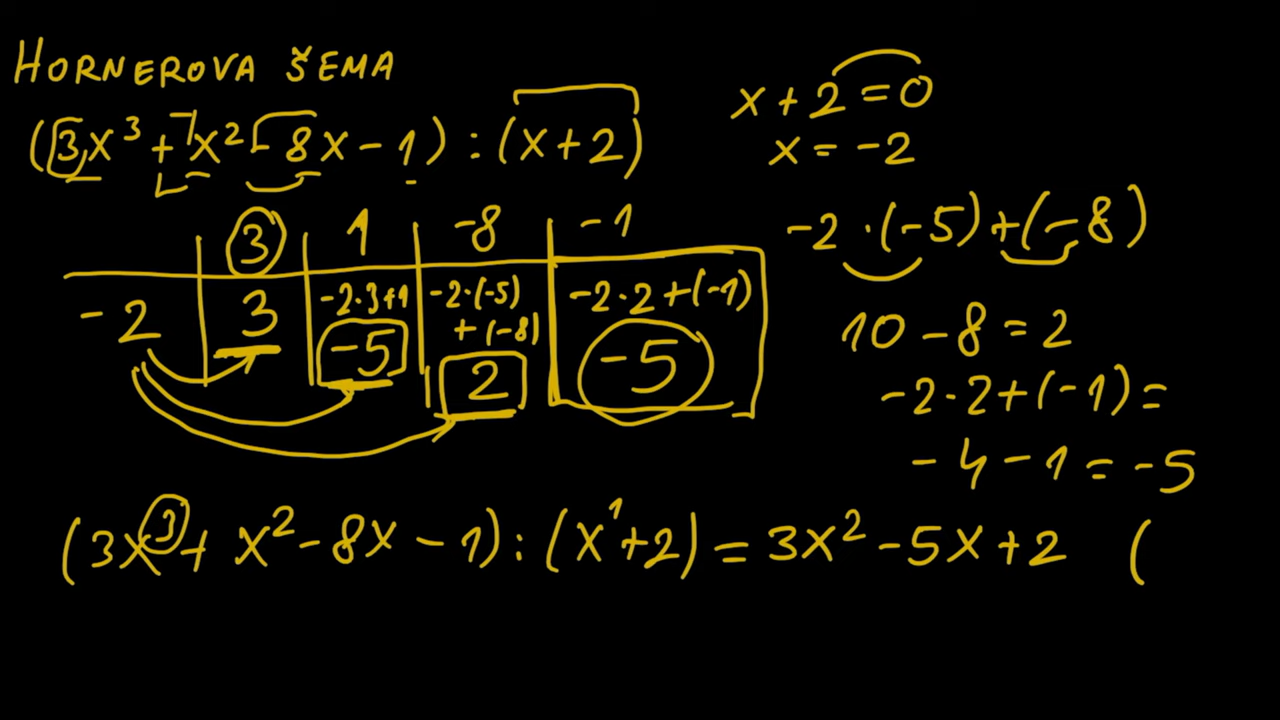 HORNEROVA ŠEMA
(3x³ + x² - 8x - 1) : (x + 2)
x + 2 = 0
x = -2
3 1 -8 -1
-2 3 -2·3+1 -5 -2·(-5) + (-8) 2 -2·2+(-1) -5
-2·(-5)+(-8)
10 - 8 = 2
-2·2+(-1) =
-4 - 1 = -5
(3x³ + x² - 8x - 1) : (x¹ + 2) = 3x² - 5x + 2 (